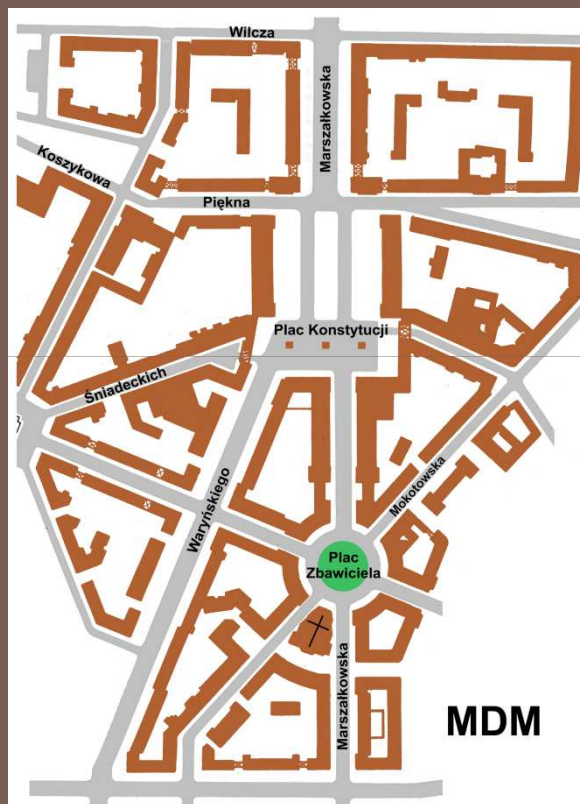 Wilcza
Marszałkowska
Koszykowa
Piękna
Plac Konstytucji
Śniadeckich
Mokotowska
Waryńskiego
Plac
Zbawiciela
Marszałkowska
MDM